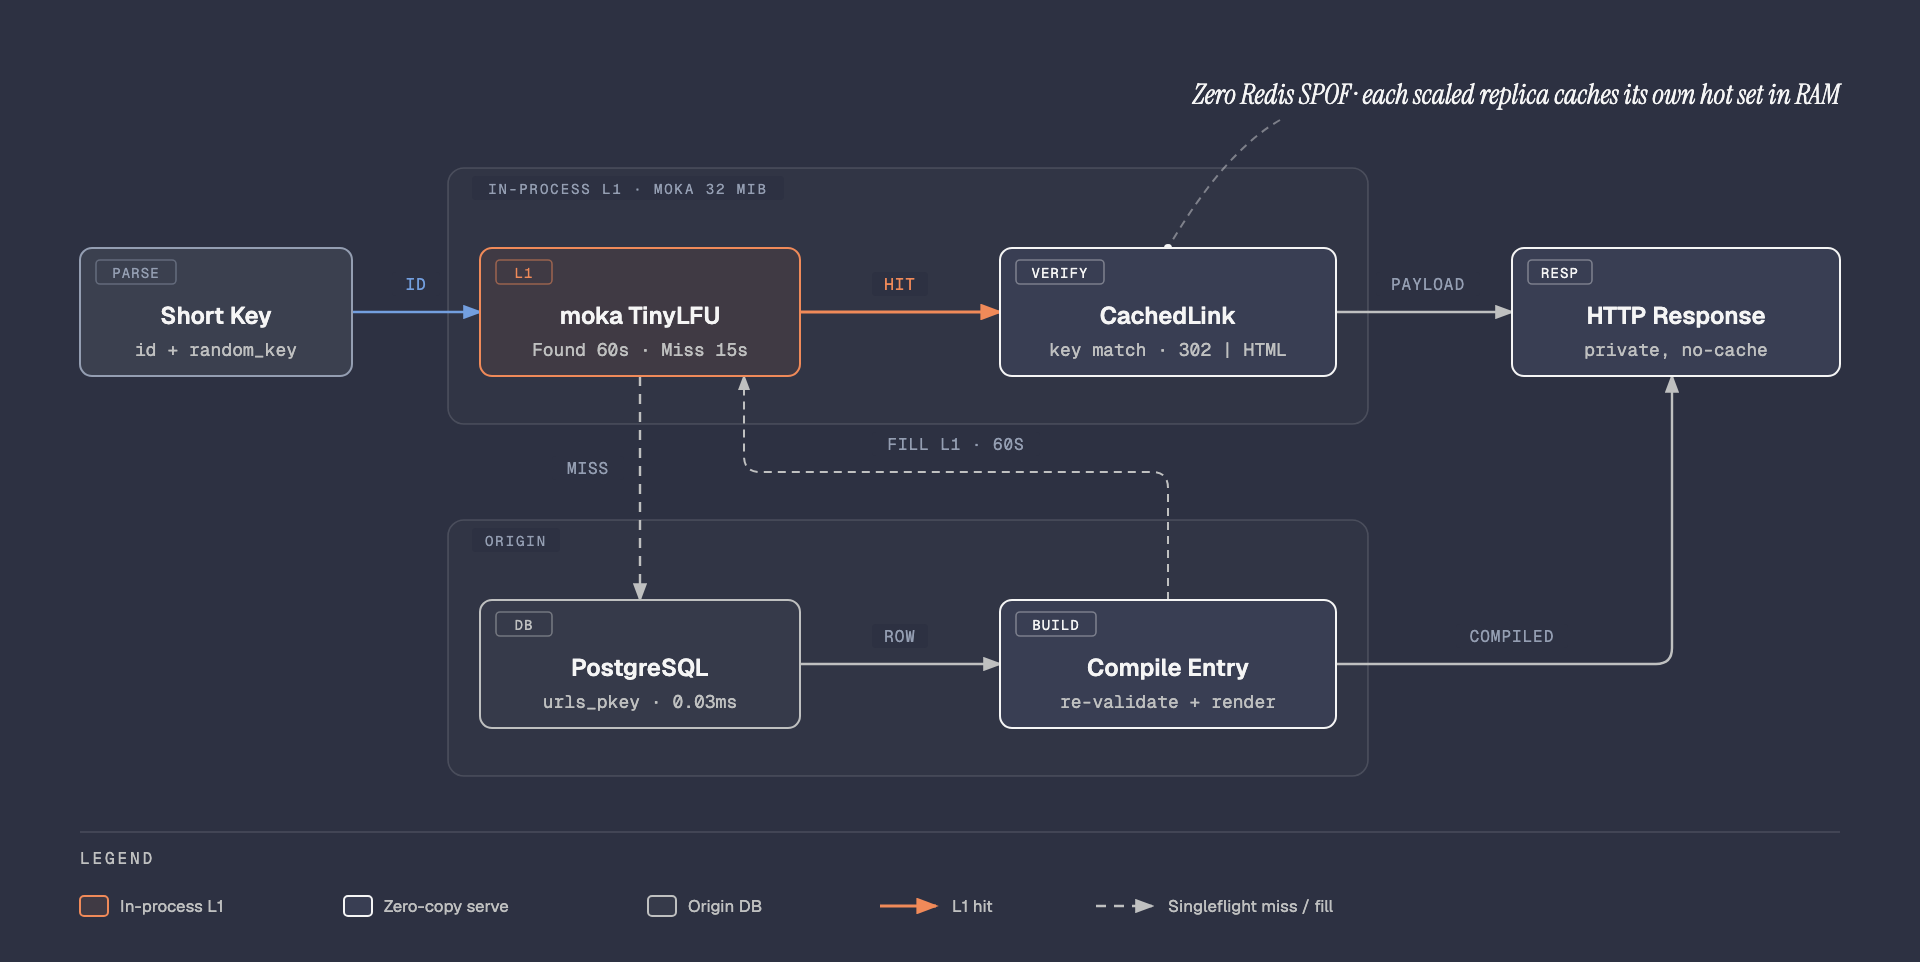 Zero Redis SPOF · each scaled replica caches its own hot set in RAM
IN-PROCESS L1 · MOKA 32 MIB
PARSE
Short Key
id + random_key
ID
L1
moka TinyLFU
Found 60s · Miss 15s
HIT
VERIFY
CachedLink
key match · 302 | HTML
PAYLOAD
RESP
HTTP Response
private, no-cache
FILL L1 · 60S
MISS
ORIGIN
DB
PostgreSQL
urls_pkey · 0.03ms
ROW
BUILD
Compile Entry
re-validate + render
COMPILED
LEGEND
In-process L1
Zero-copy serve
Origin DB
L1 hit
Singleflight miss / fill